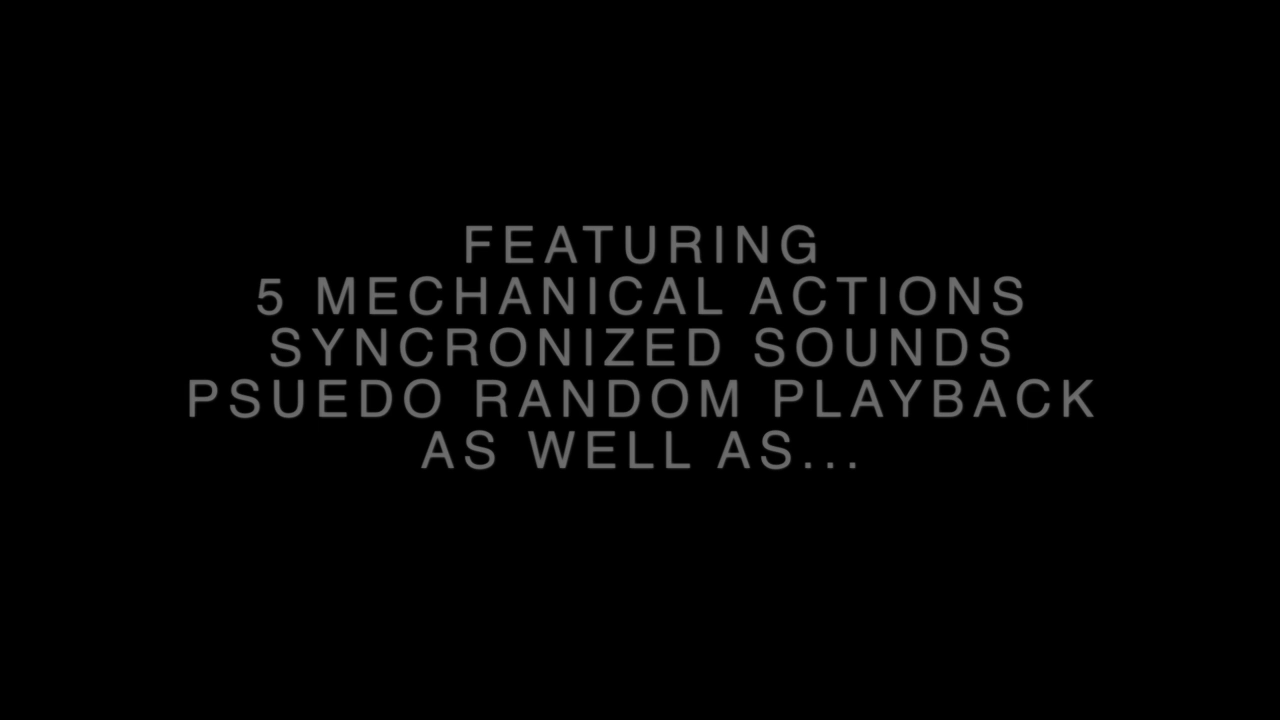 FEATURING
5 MECHANICAL ACTIONS
SYNCRONIZED SOUNDS
PSUEDO RANDOM PLAYBACK
AS WELL AS...